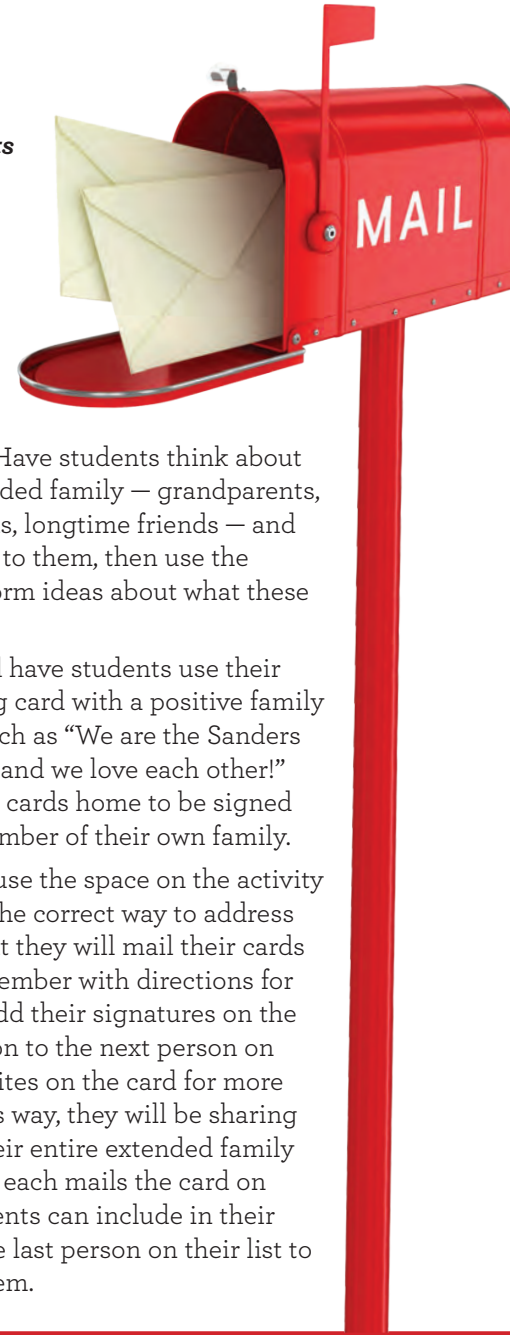 ts
MAIL
Have students think about
ded family — grandparents,
s, longtime friends — and
to them, then use the
orm ideas about what these
d have students use their
g card with a positive family
ch as “We are the Sanders
and we love each other!”
cards home to be signed
mber of their own family.
use the space on the activity
he correct way to address
t they will mail their cards
ember with directions for
dd their signatures on the
on to the next person on
ites on the card for more
s way, they will be sharing
eir entire extended family
each mails the card on
ents can include in their
e last person on their list to
em.